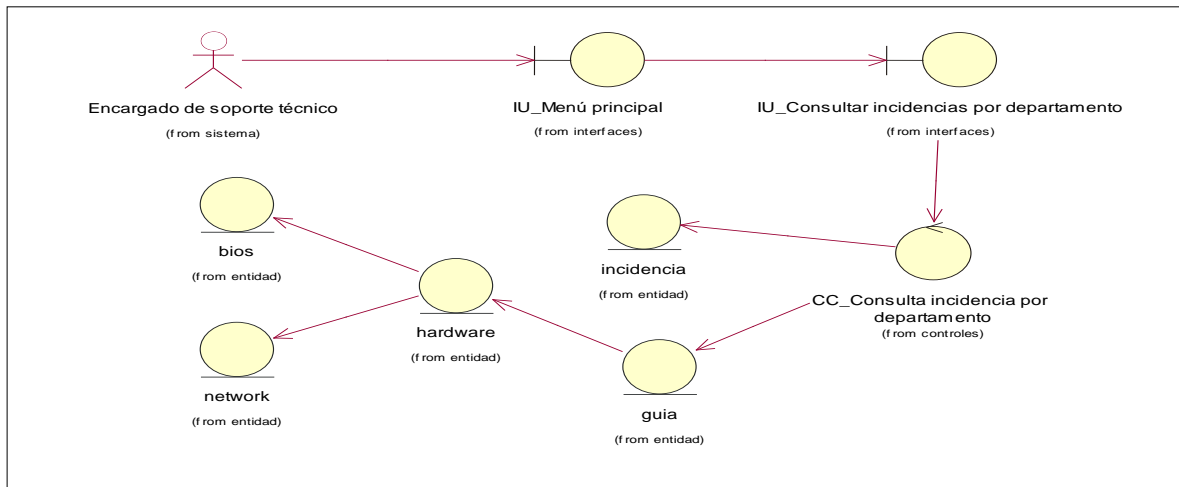 Encargado de soporte técnico
(from sistema)
IU_Menú principal
(from interfaces)
IU_Consultar incidencias por departamento
(from interfaces)
bios
(from entidad)
incidencia
(from entidad)
CC_Consulta incidencia por
departamento
(from controles)
hardware
(from entidad)
network
(from entidad)
guia
(from entidad)